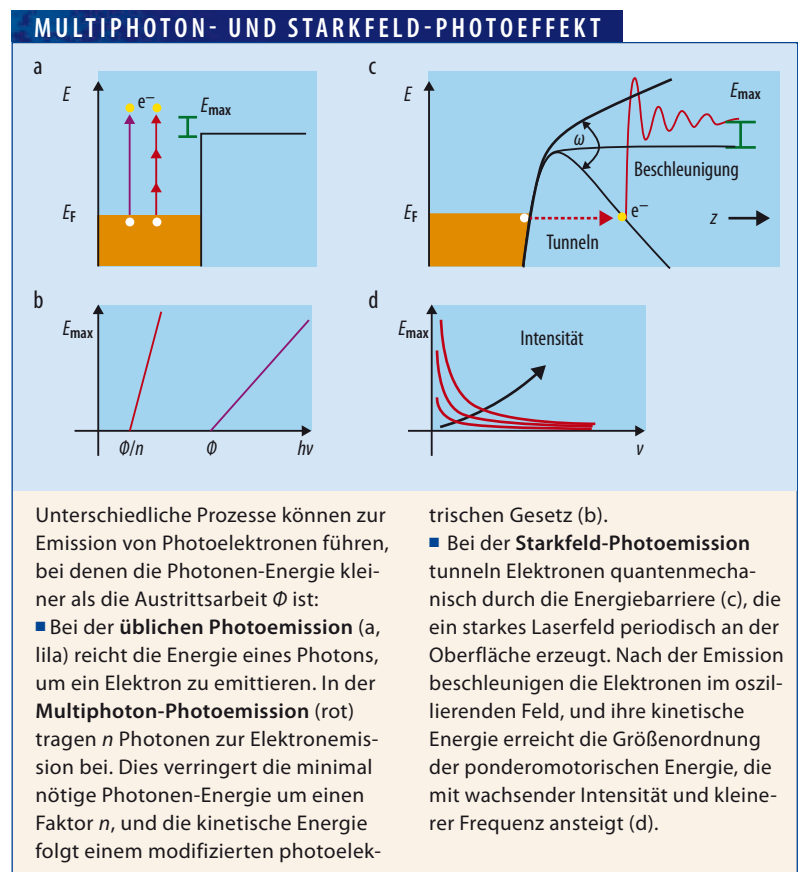 MULTIPHOTON- UND STARKFELD-PHOTOEFFEKT
a
E
e⁻
E_max
E_F
b
E_max
Φ/n
Φ
hν
c
E
E_max
ω
Beschleunigung
E_F
e⁻
z
Tunneln
d
E_max
Intensität
ν
Unterschiedliche Prozesse können zur
Emission von Photoelektronen führen,
bei denen die Photonen-Energie klei-
ner als die Austrittsarbeit Φ ist:
■ Bei der üblichen Photoemission (a,
lila) reicht die Energie eines Photons,
um ein Elektron zu emittieren. In der
Multiphoton-Photoemission (rot)
tragen n Photonen zur Elektronemis-
sion bei. Dies verringert die minimal
nötige Photonen-Energie um einen
Faktor n, und die kinetische Energie
folgt einem modifizierten photoelek-
trischen Gesetz (b).
■ Bei der Starkfeld-Photoemission
tunneln Elektronen quantenmecha-
nisch durch die Energiebarriere (c), die
ein starkes Laserfeld periodisch an der
Oberfläche erzeugt. Nach der Emission
beschleunigen die Elektronen im oszil-
lierenden Feld, und ihre kinetische
Energie erreicht die Größenordnung
der ponderomotorischen Energie, die
mit wachsender Intensität und kleine-
rer Frequenz ansteigt (d).